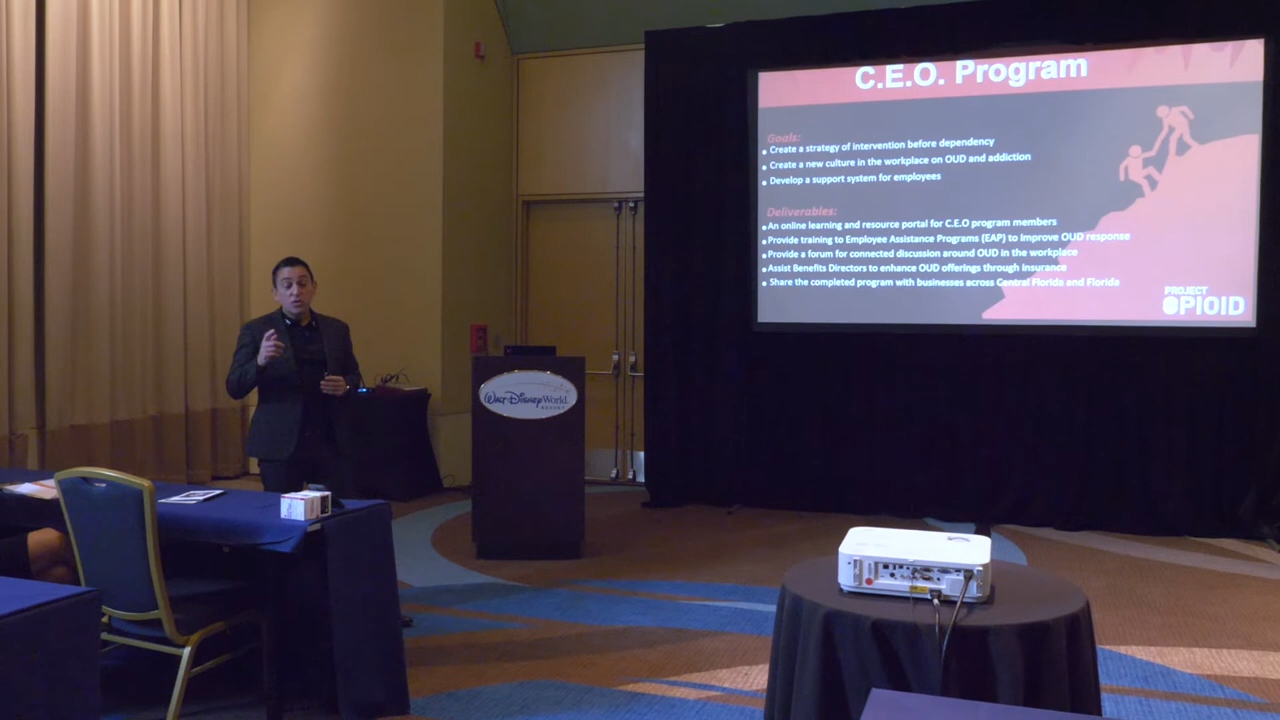 C.E.O. Program
Goals:
Create a strategy of intervention before dependency
Create a new culture in the workplace on OUD and addiction
Develop a support system for employees
Deliverables:
An online learning and resource portal for C.E.O program members
Provide training to Employee Assistance Programs (EAP) to improve OUD response
Provide a forum for connected discussion around OUD in the workplace
Assist Benefits Directors to enhance OUD offerings through insurance
Share the completed program with businesses across Central Florida and Florida
PROJECT
OPIOID
WALT DISNEY World.
RESORT